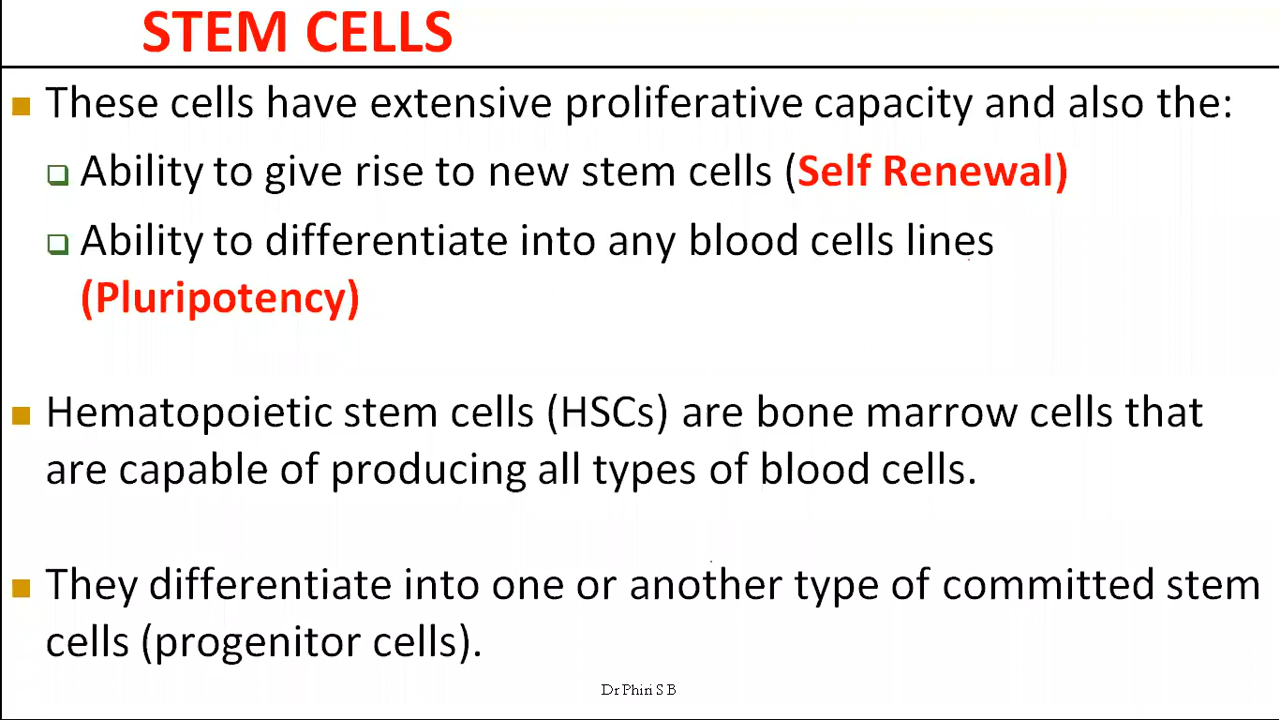 STEM CELLS
These cells have extensive proliferative capacity and also the:
Ability to give rise to new stem cells (Self Renewal)
Ability to differentiate into any blood cells lines
(Pluripotency)
Hematopoietic stem cells (HSCs) are bone marrow cells that
are capable of producing all types of blood cells.
They differentiate into one or another type of committed stem
cells (progenitor cells).
Dr Phiri S B